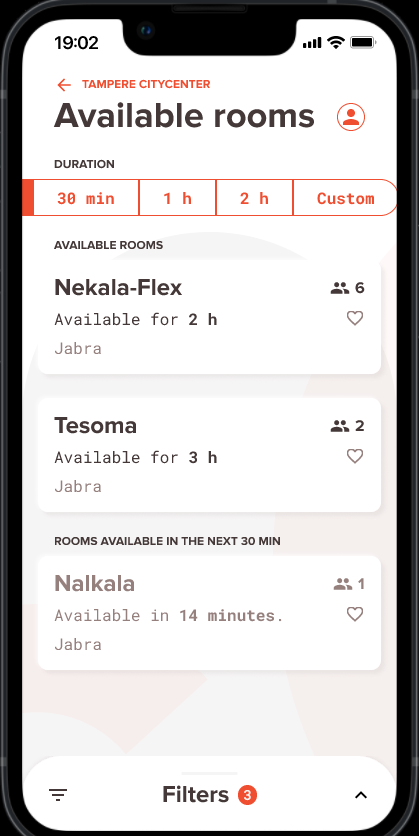 19:02
TAMPERE CITYCENTER
Available rooms
DURATION
30 min 1 h 2 h Custom
AVAILABLE ROOMS
Nekala-Flex 6
Available for 2 h
Jabra
Tesoma 2
Available for 3 h
Jabra
ROOMS AVAILABLE IN THE NEXT 30 MIN
Nalkala 1
Available in 14 minutes.
Jabra
Filters 3